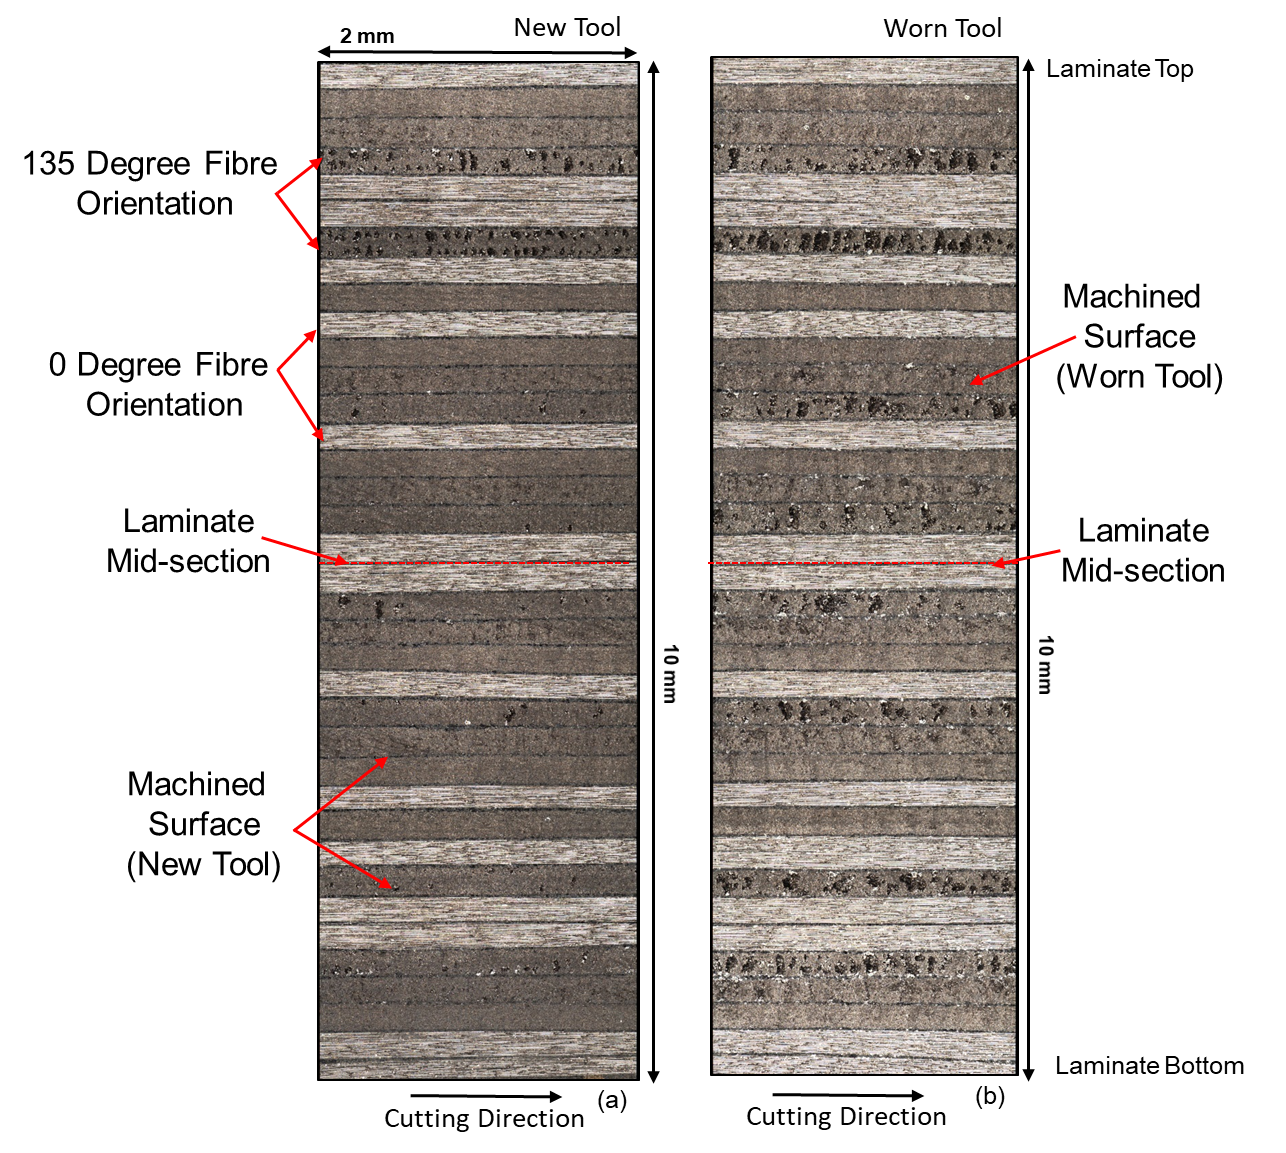 2 mm
New Tool
Worn Tool
Laminate Top
135 Degree Fibre
Orientation
0 Degree Fibre
Orientation
Machined
Surface
(Worn Tool)
Laminate
Mid-section
Laminate
Mid-section
10 mm
10 mm
Machined
Surface
(New Tool)
Laminate Bottom
Cutting Direction
(a)
Cutting Direction
(b)